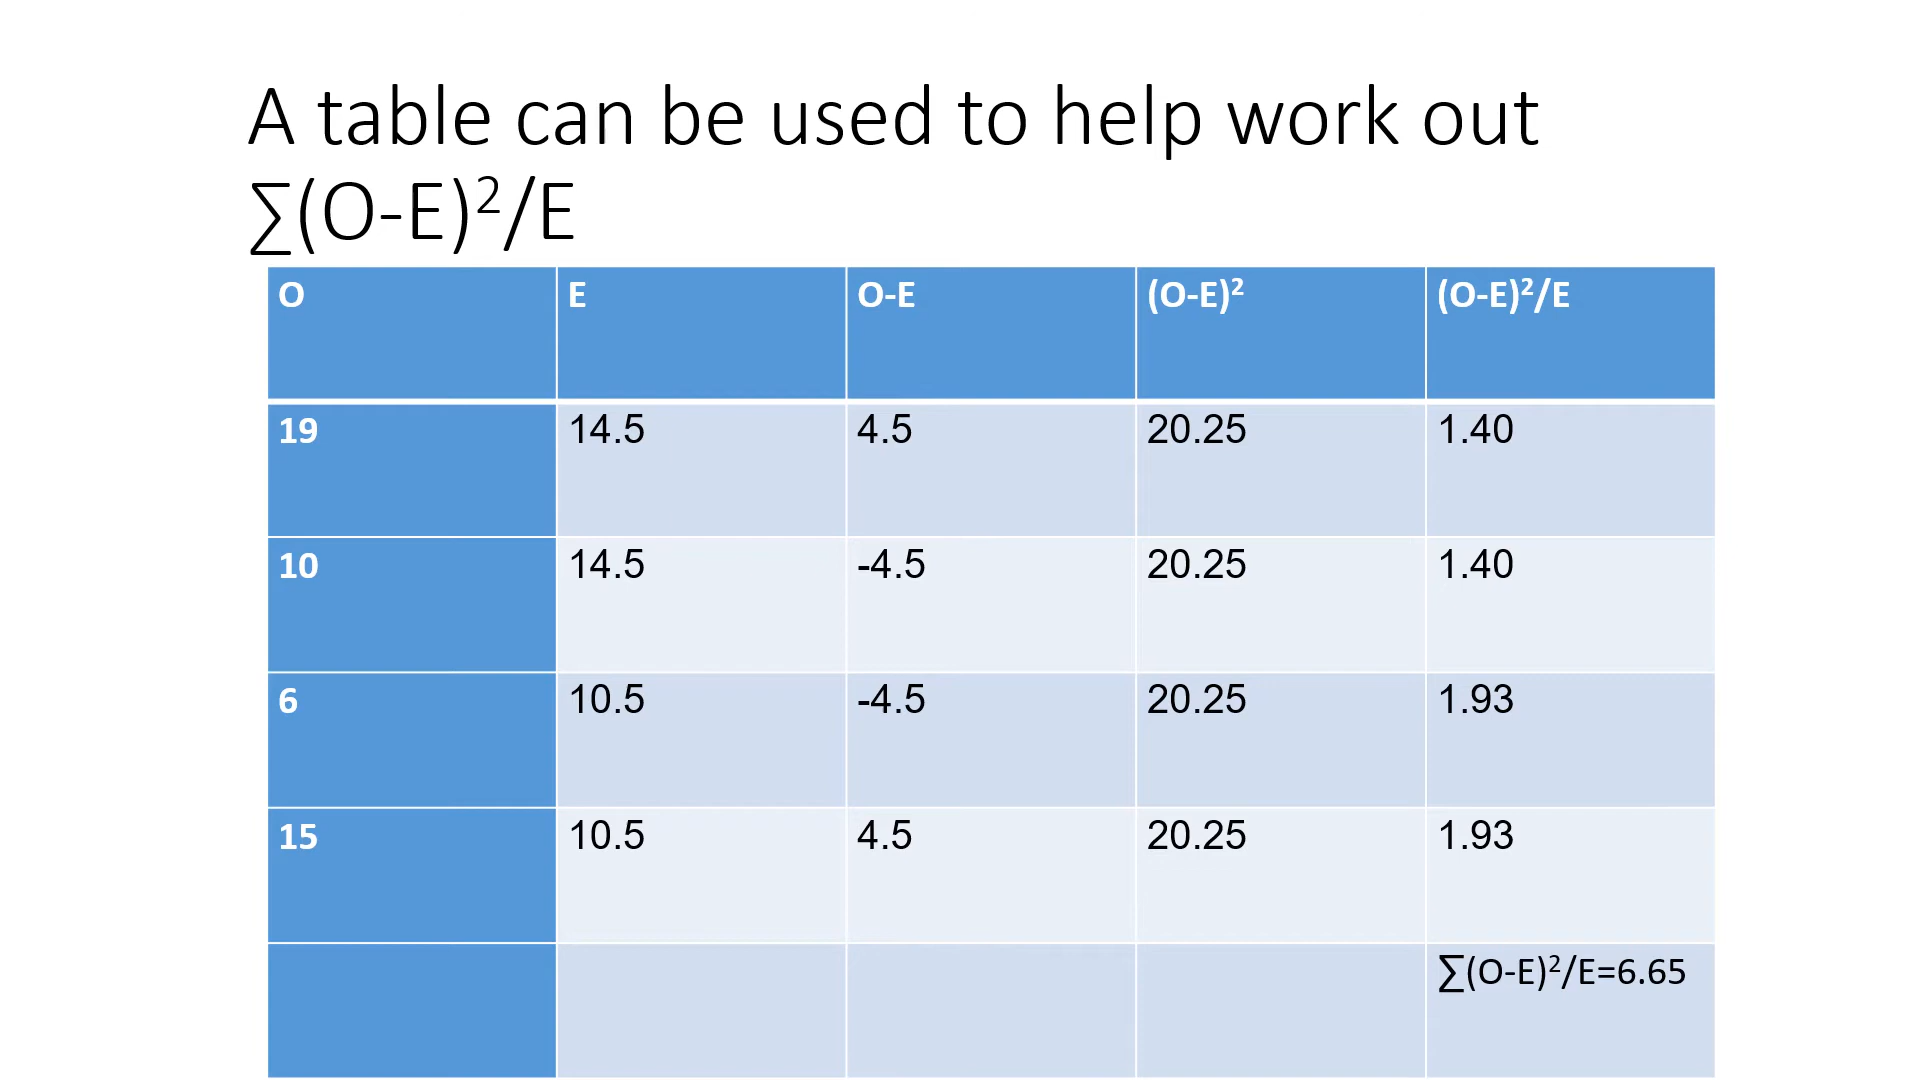 A table can be used to help work out
∑(O-E)²/E
O E O-E (O-E)² (O-E)²/E
19 14.5 4.5 20.25 1.40
10 14.5 -4.5 20.25 1.40
6 10.5 -4.5 20.25 1.93
15 10.5 4.5 20.25 1.93
∑(O-E)²/E=6.65